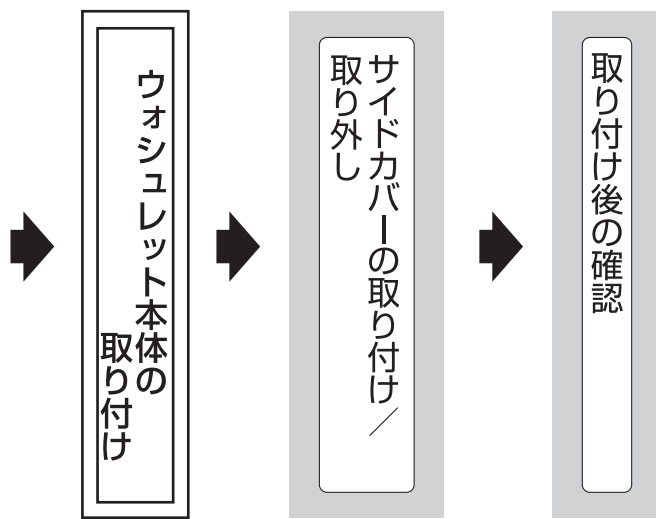 ウォシュレット本体の
取り付け
サイドカバーの取り付け／
取り外し
取り付け後の確認